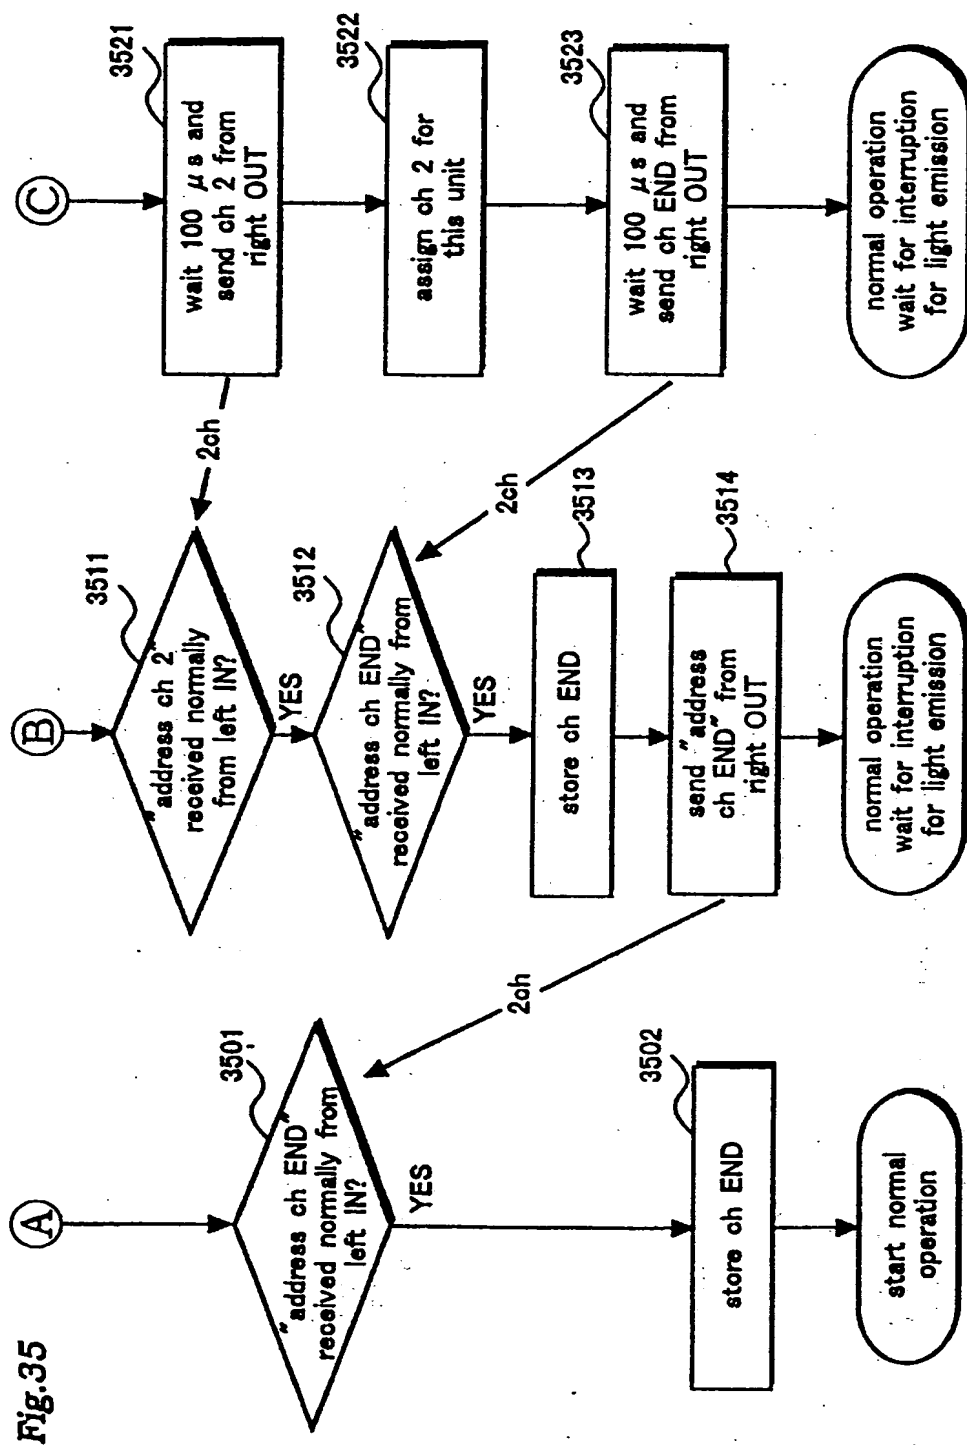 Fig.35
A
"address ch END"
received normally from
left IN?
3501
YES
store ch END
3502
start normal
operation
B
"address ch 2"
received normally
from left IN?
3511
YES
"address ch END"
received normally from
left IN?
3512
YES
store ch END
3513
send "address
ch END" from
right OUT
3514
2ch
normal operation
wait for interruption
for light emission
C
wait 100 μs and
send ch 2 from
right OUT
3521
2ch
assign ch 2 for
this unit
3522
wait 100 μs and
send ch END from
right OUT
3523
2ch
normal operation
wait for interruption
for light emission